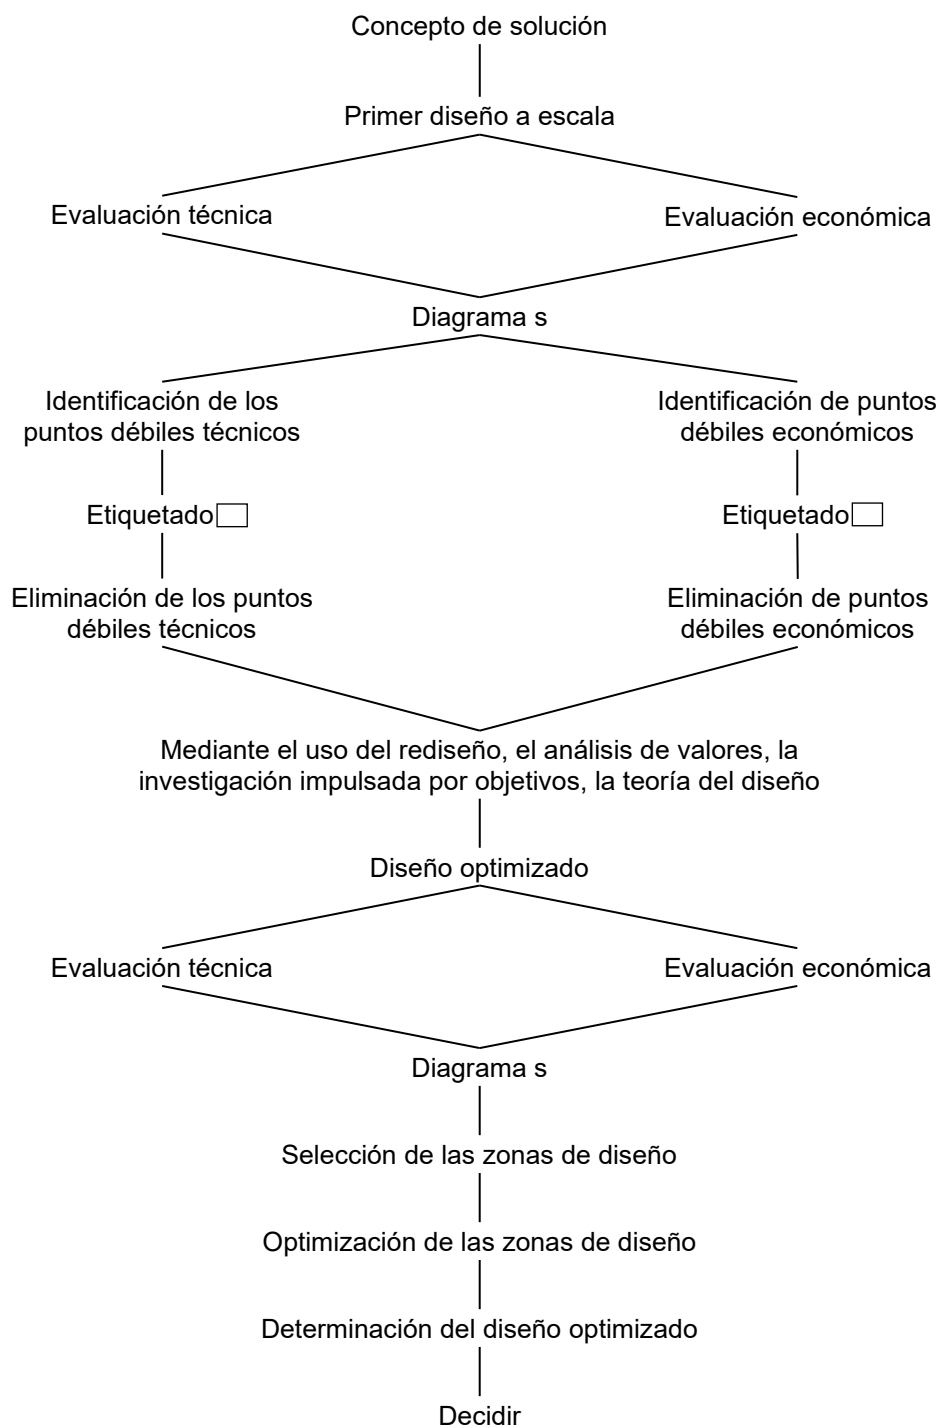 Concepto de solución
Primer diseño a escala
Evaluación técnica
Evaluación económica
Diagrama s
Identificación de los
puntos débiles técnicos
Identificación de puntos
débiles económicos
Etiquetado
Etiquetado
Eliminación de los puntos
débiles técnicos
Eliminación de puntos
débiles económicos
Mediante el uso del rediseño, el análisis de valores, la
investigación impulsada por objetivos, la teoría del diseño
Diseño optimizado
Evaluación técnica
Evaluación económica
Diagrama s
Selección de las zonas de diseño
Optimización de las zonas de diseño
Determinación del diseño optimizado
Decidir